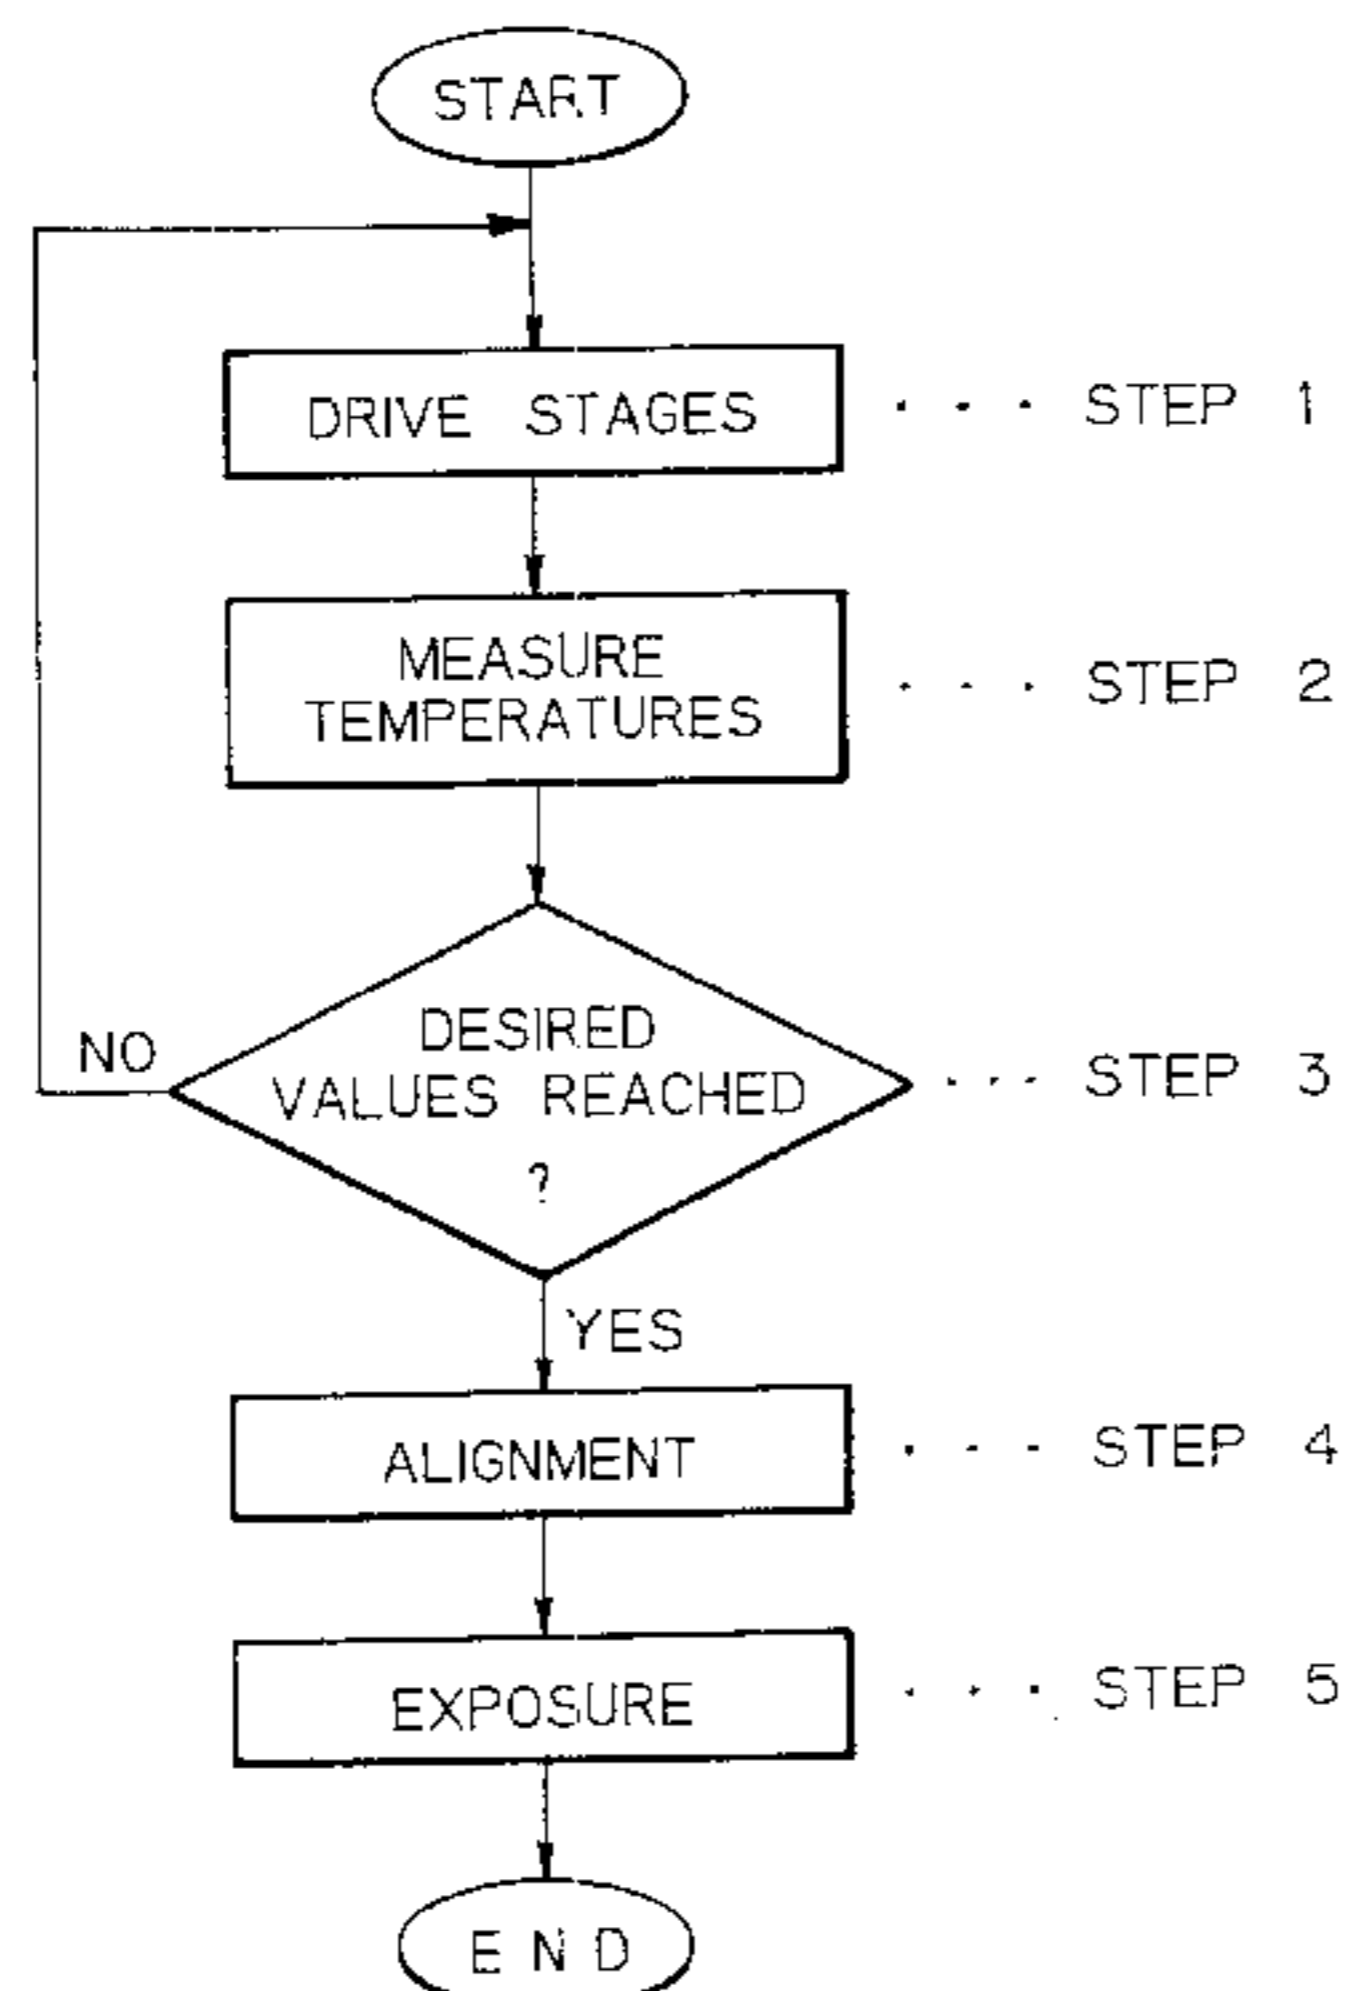 START
DRIVE STAGES ... STEP 1
MEASURE
TEMPERATURES ... STEP 2
DESIRED
VALUES REACHED ... STEP 3
?
NO
YES
ALIGNMENT ... STEP 4
EXPOSURE ... STEP 5
END